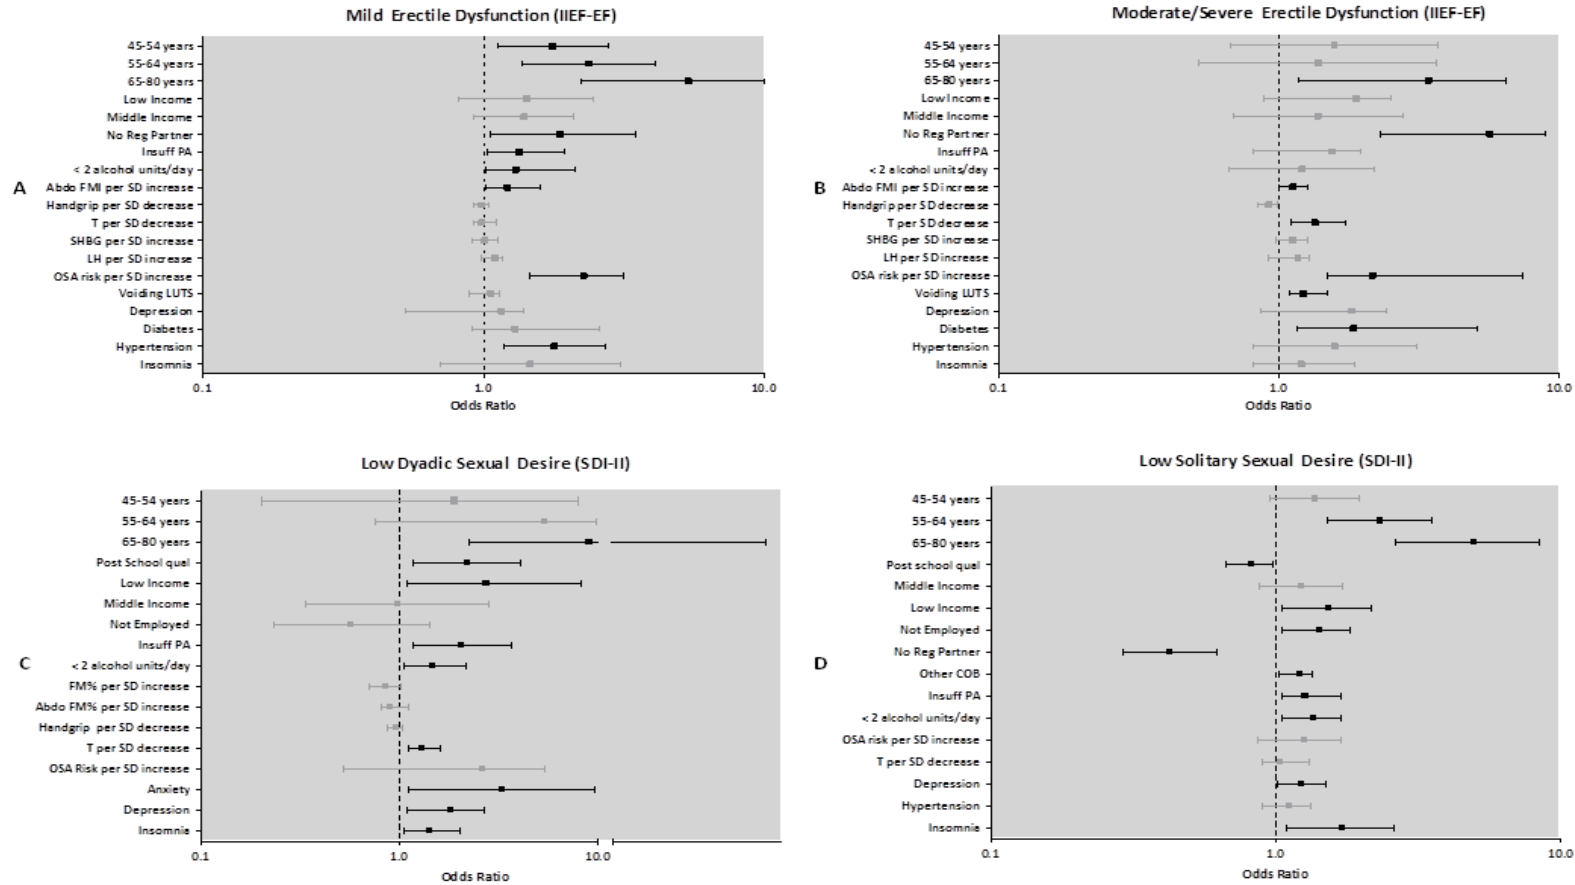 Mild Erectile Dysfunction (IIEF-EF)
45-54 years
55-64 years
65-80 years
Low Income
Middle Income
No Reg Partner
Insuff PA
< 2 alcohol units/day
Abdo FMI per SD increase
Handgrip per SD decrease
T per SD decrease
SHBG per SD increase
LH per SD increase
OSA risk per SD increase
Voiding LUTS
Depression
Diabetes
Hypertension
Insomnia
A
0.1 1.0 10.0
Odds Ratio
Moderate/Severe Erectile Dysfunction (IIEF-EF)
45-54 years
55-64 years
65-80 years
Low Income
Middle Income
No Reg Partner
Insuff PA
< 2 alcohol units/day
Abdo FMI per SD increase
Handgrip per SD decrease
T per SD decrease
SHBG per SD increase
LH per SD increase
OSA risk per SD increase
Voiding LUTS
Depression
Diabetes
Hypertension
Insomnia
B
0.1 1.0 10.0
Odds Ratio
Low Dyadic Sexual Desire (SDI-II)
45-54 years
55-64 years
65-80 years
Post School qual
Low Income
Middle Income
Not Employed
Insuff PA
< 2 alcohol units/day
FM% per SD increase
Abdo FM% per SD increase
Handgrip per SD decrease
T per SD decrease
OSA Risk per SD increase
Anxiety
Depression
Insomnia
C
0.1 1.0 10.0
Odds Ratio
Low Solitary Sexual Desire (SDI-II)
45-54 years
55-64 years
65-80 years
Post school qual
Middle Income
Low Income
Not Employed
No Reg Partner
Other COB
Insuff PA
< 2 alcohol units/day
OSA risk per SD increase
T per SD decrease
Depression
Hypertension
Insomnia
D
0.1 1.0 10.0
Odds Ratio